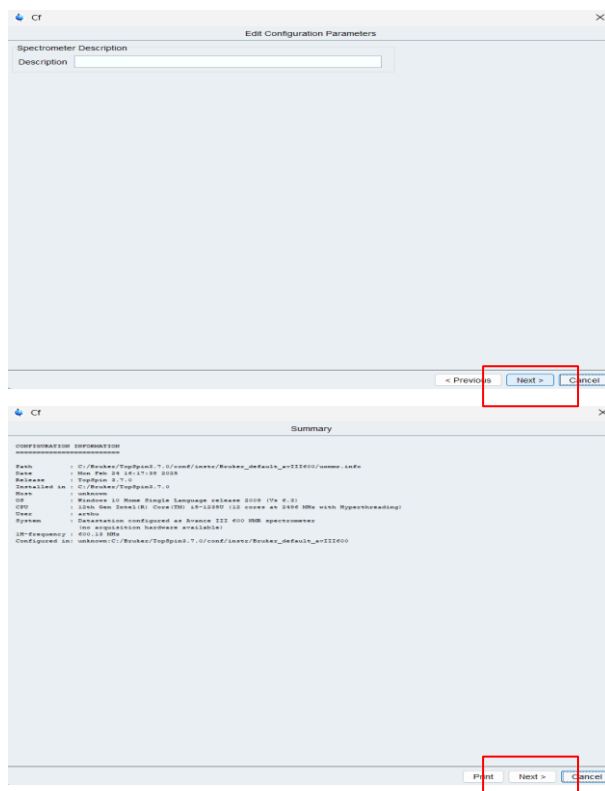 Cf
Edit Configuration Parameters
Spectrometer Description
Description
< Previous Next > Cancel
Cf
Summary
CONFIGURATION INFORMATION
=========================
Path : C:/Bruker/TopSpin3.7.0/conf/instr/Bruker_default_avIII600/uxnmr.info
Date : Mon Feb 24 16:17:38 2025
Release : TopSpin 3.7.0
Installed in : C:/Bruker/TopSpin3.7.0
Host : unknown
OS : Windows 10 Home Single Language release 2009 (Vs 6.3)
CPU : 12th Gen Intel(R) Core(TM) i5-1235U (12 cores at 2496 MHz with Hyperthreading)
User : arthu
System : Datastation configured as Avance III 600 NMR spectrometer
(no acquisition hardware available)
1H-frequency : 600.13 MHz
Configured in: unknown:C:/Bruker/TopSpin3.7.0/conf/instr/Bruker_default_avIII600
Print Next > Cancel